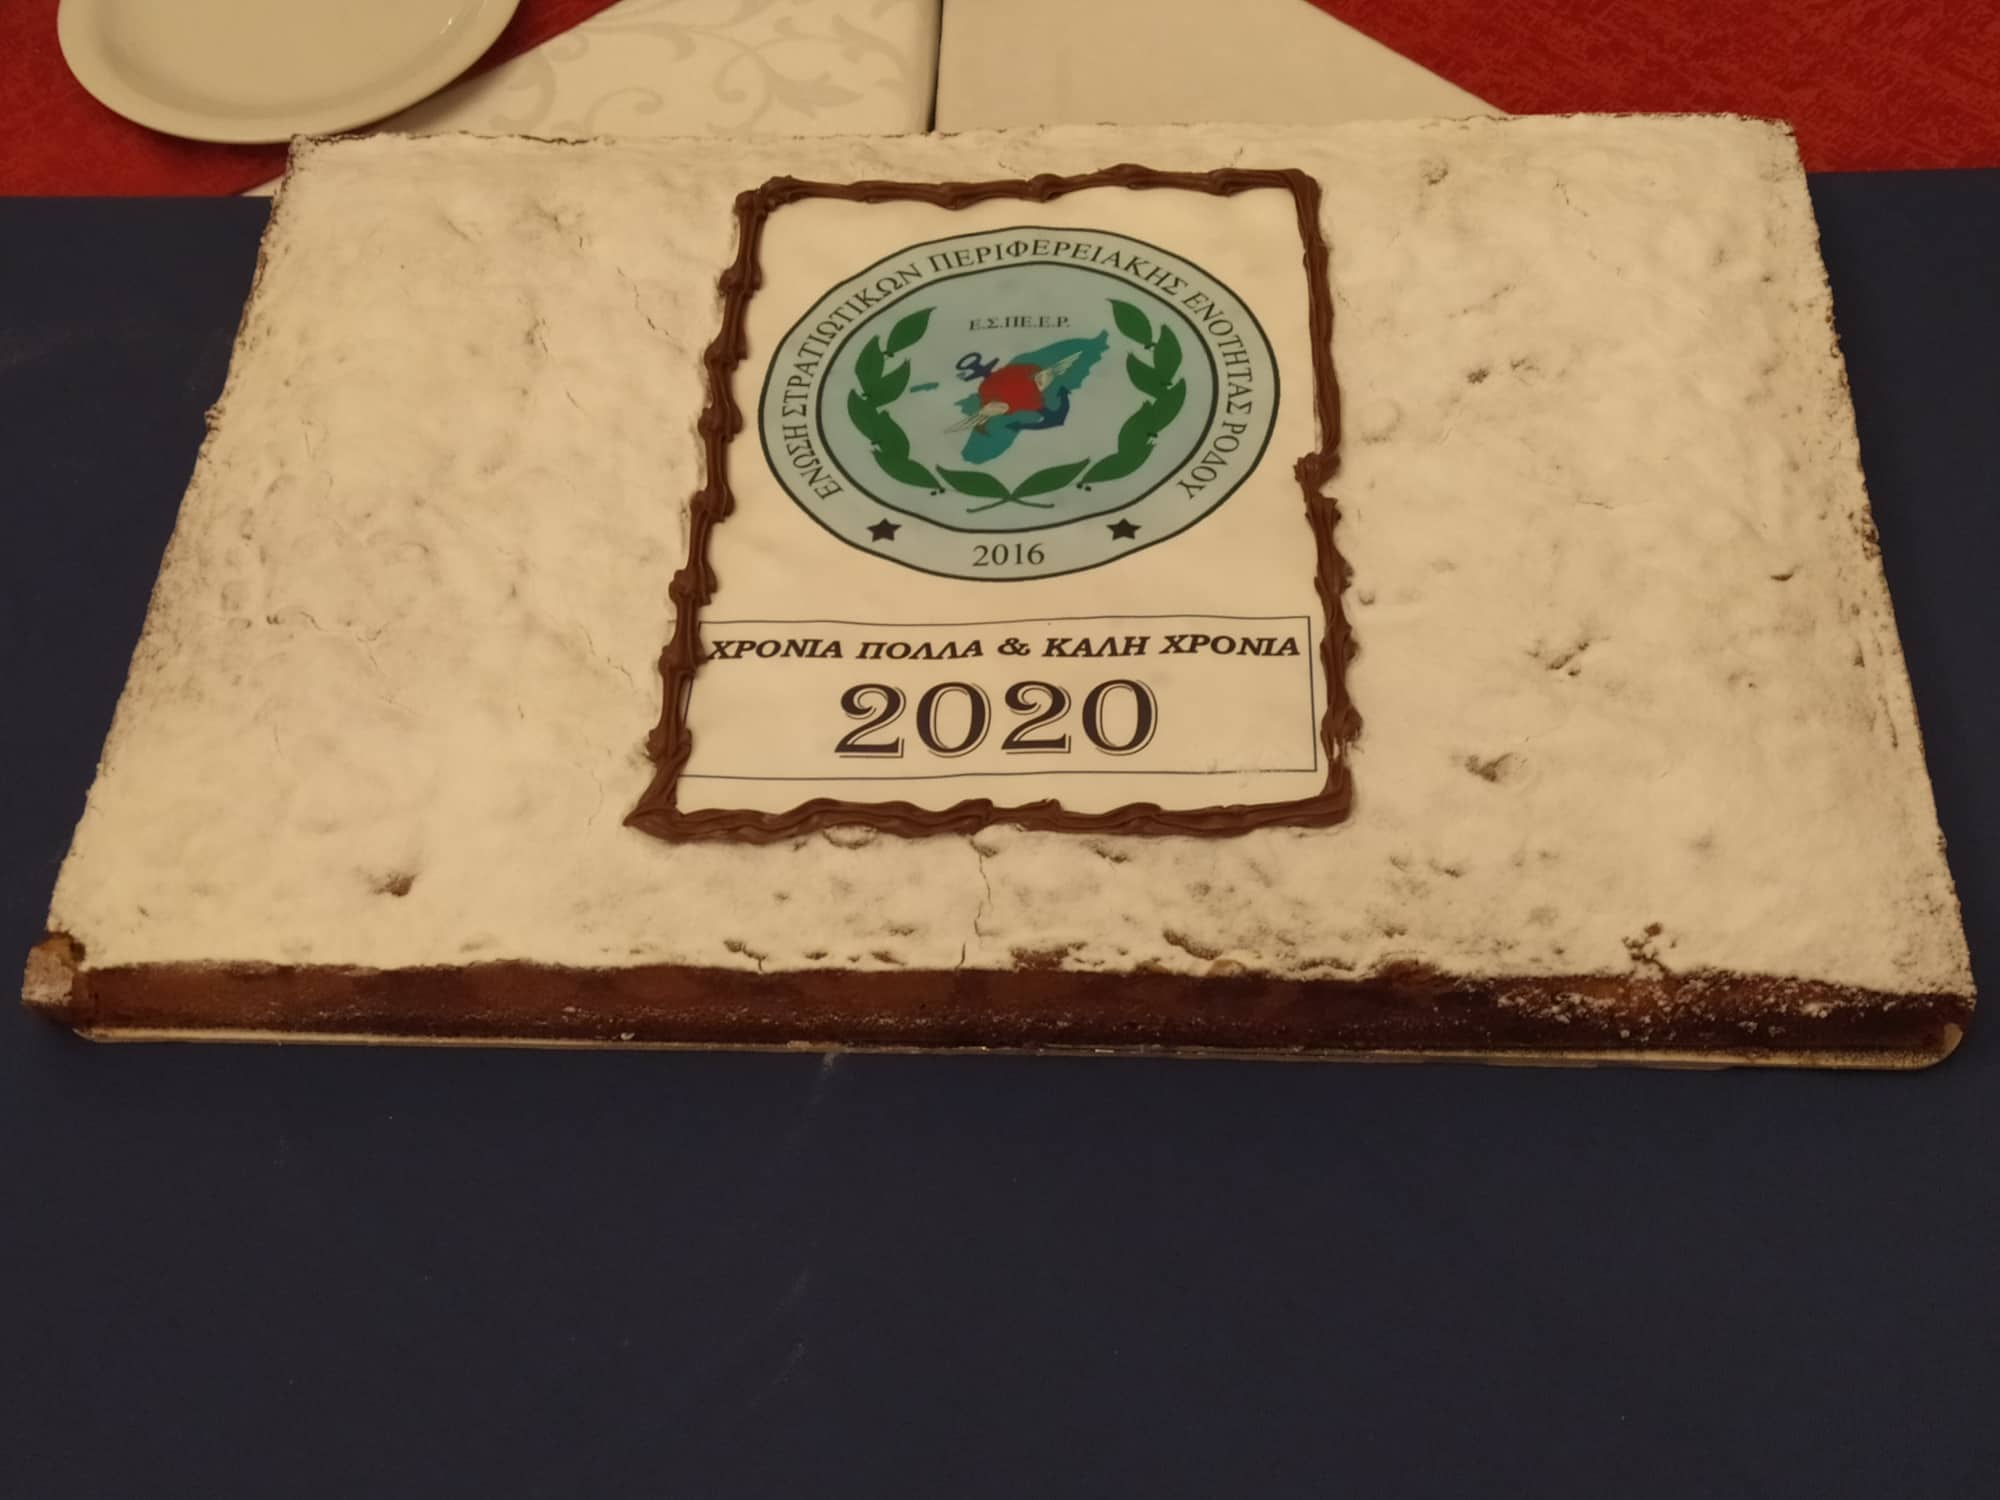 ΕΝΩΣΗ ΣΤΡΑΤΙΩΤΙΚΩΝ ΠΕΡΙΦΕΡΕΙΑΚΗΣ ΕΝΟΤΗΤΑΣ ΡΟΔΟΥ
Ε.Σ.ΠΕ.Ε.Ρ.
2016
ΧΡΟΝΙΑ ΠΟΛΛΑ & ΚΑΛΗ ΧΡΟΝΙΑ
2020